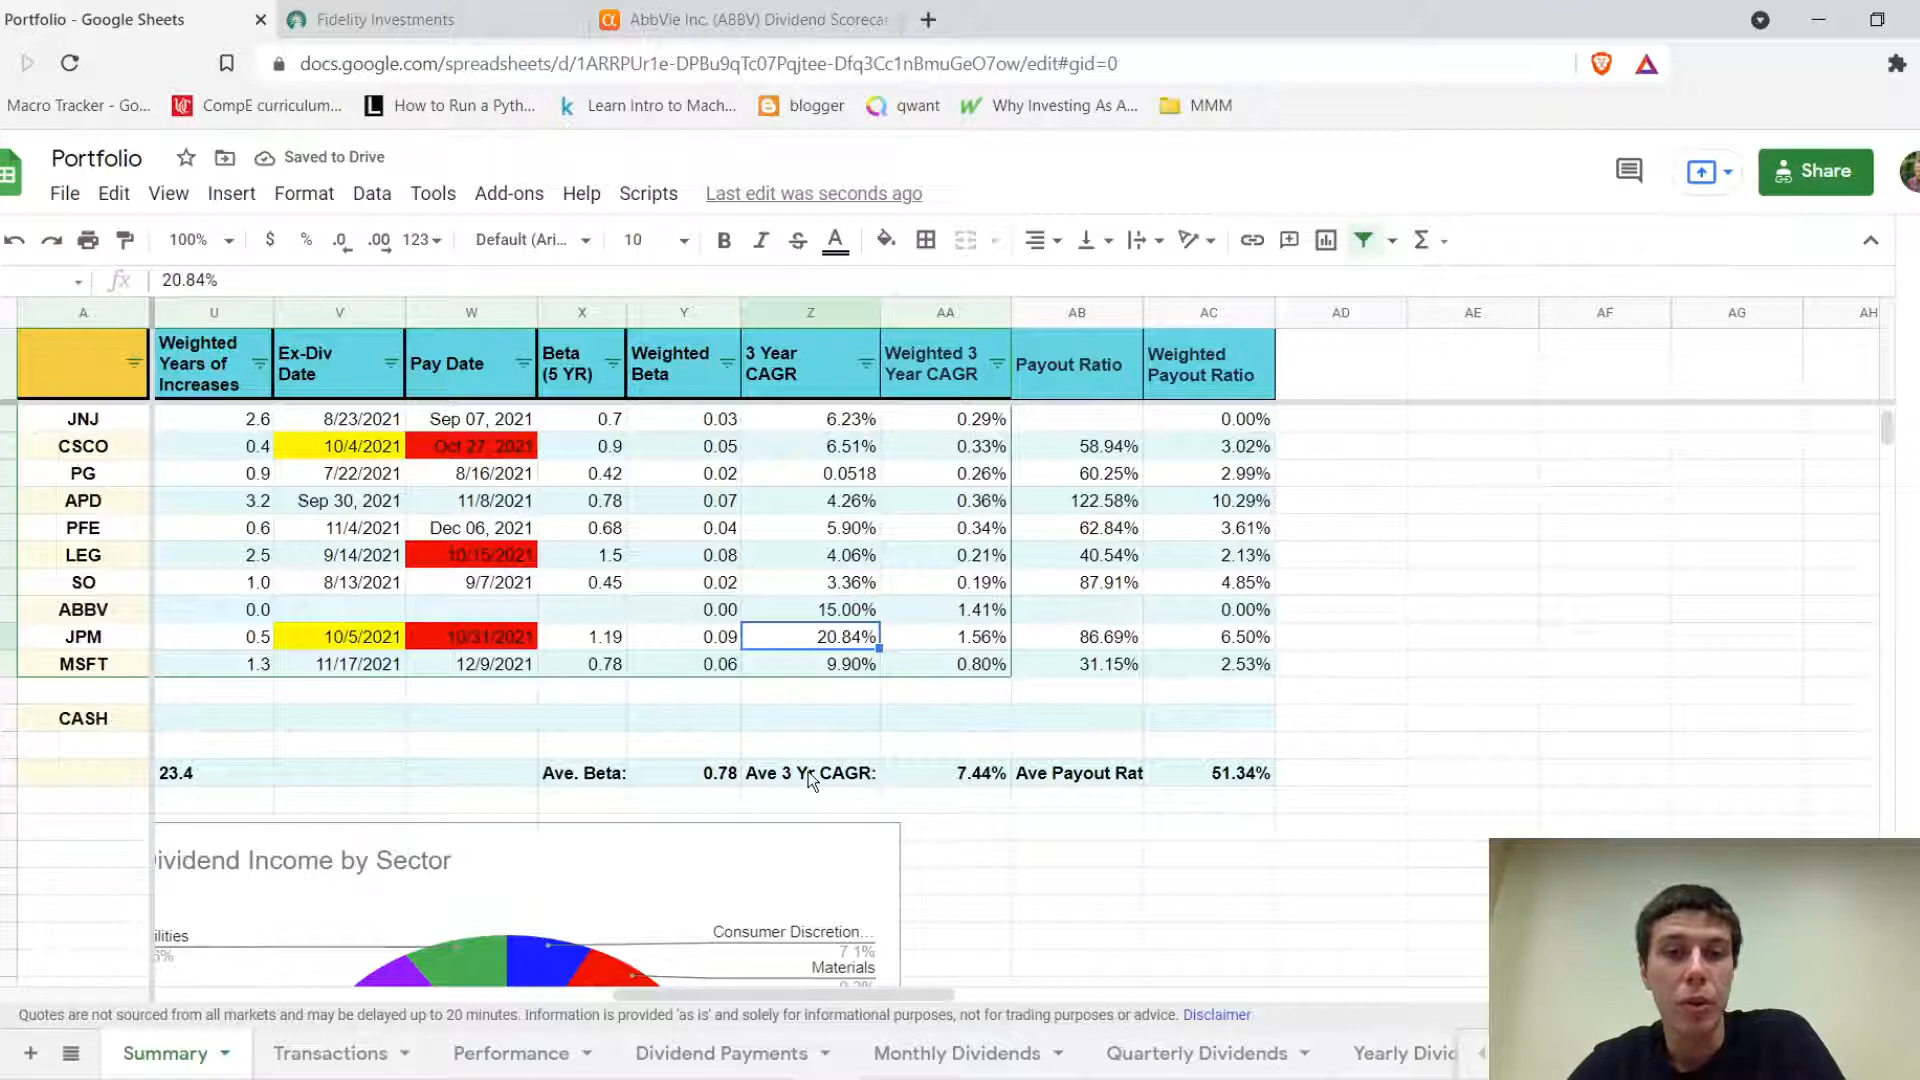 Portfolio - Google Sheets
Fidelity Investments
AbbVie Inc. (ABBV) Dividend Scoreca
docs.google.com/spreadsheets/d/1ARRPUr1e-DPBu9qTc07Pqjtee-Dfq3Cc1nBmuGeO7ow/edit#gid=0
Macro Tracker - Go...
CompE curriculum...
How to Run a Pyth...
Learn Intro to Mach...
blogger
qwant
Why Investing As A...
MMM
Portfolio
Saved to Drive
Share
File Edit View Insert Format Data Tools Add-ons Help Scripts Last edit was seconds ago
100% $ % .0 .00 123 Default (Ari... 10
fx 20.84%
A U V W X Y Z AA AB AC AD AE AF AG AH
Weighted Years of Increases Ex-Div Date Pay Date Beta (5 YR) Weighted Beta 3 Year CAGR Weighted 3 Year CAGR Payout Ratio Weighted Payout Ratio
JNJ 2.6 8/23/2021 Sep 07, 2021 0.7 0.03 6.23% 0.29% 0.00%
CSCO 0.4 10/4/2021 Oct 27, 2021 0.9 0.05 6.51% 0.33% 58.94% 3.02%
PG 0.9 7/22/2021 8/16/2021 0.42 0.02 0.0518 0.26% 60.25% 2.99%
APD 3.2 Sep 30, 2021 11/8/2021 0.78 0.07 4.26% 0.36% 122.58% 10.29%
PFE 0.6 11/4/2021 Dec 06, 2021 0.68 0.04 5.90% 0.34% 62.84% 3.61%
LEG 2.5 9/14/2021 10/15/2021 1.5 0.08 4.06% 0.21% 40.54% 2.13%
SO 1.0 8/13/2021 9/7/2021 0.45 0.02 3.36% 0.19% 87.91% 4.85%
ABBV 0.0 0.00 15.00% 1.41% 0.00%
JPM 0.5 10/5/2021 10/31/2021 1.19 0.09 20.84% 1.56% 86.69% 6.50%
MSFT 1.3 11/17/2021 12/9/2021 0.78 0.06 9.90% 0.80% 31.15% 2.53%
CASH
23.4 Ave. Beta: 0.78 Ave 3 Yr CAGR: 7.44% Ave Payout Rat 51.34%
ividend Income by Sector
ilities
Consumer Discretion...
7.1%
Materials
Quotes are not sourced from all markets and may be delayed up to 20 minutes. Information is provided 'as is' and solely for informational purposes, not for trading purposes or advice. Disclaimer
Summary Transactions Performance Dividend Payments Monthly Dividends Quarterly Dividends Yearly Divid